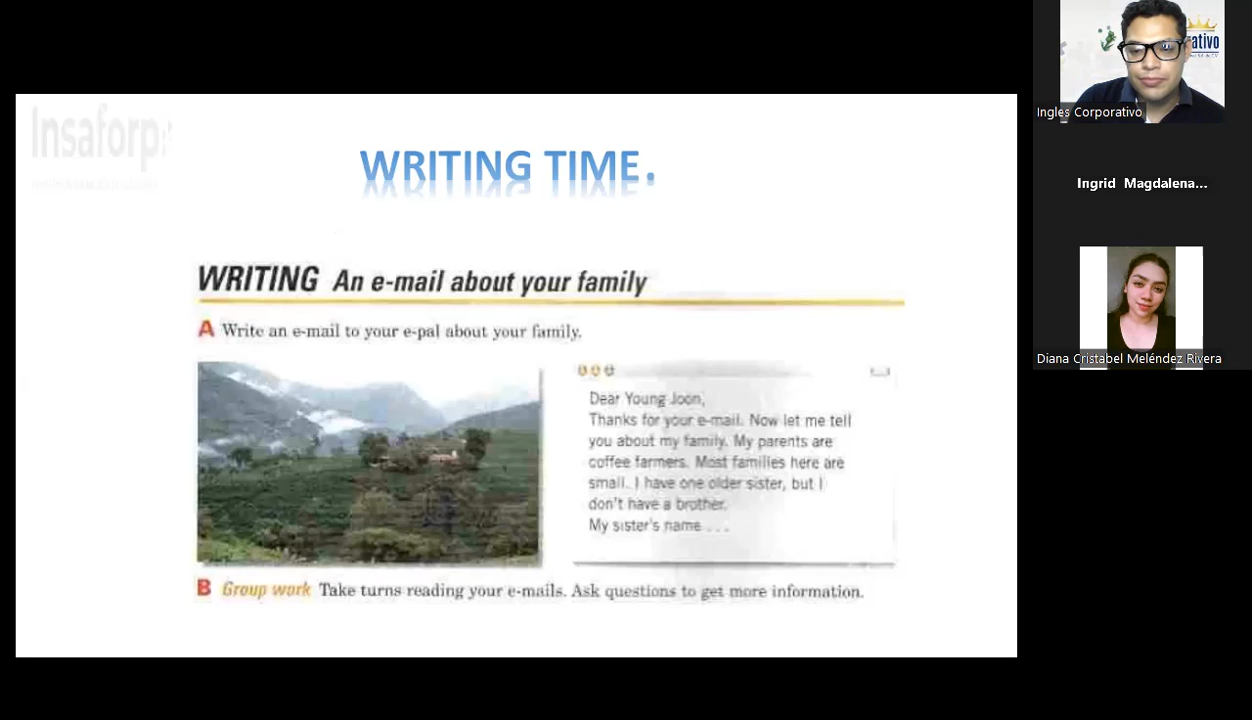 Insaforp
WRITING TIME.
WRITING An e-mail about your family
A Write an e-mail to your e-pal about your family.
Dear Young Joon,
Thanks for your e-mail. Now let me tell
you about my family. My parents are
coffee farmers. Most families here are
small. I have one older sister, but I
don't have a brother.
My sister's name . . .
B Group work Take turns reading your e-mails. Ask questions to get more information.
ativo
Ingles Corporativo
Ingrid Magdalena...
Diana Cristabel Meléndez Rivera